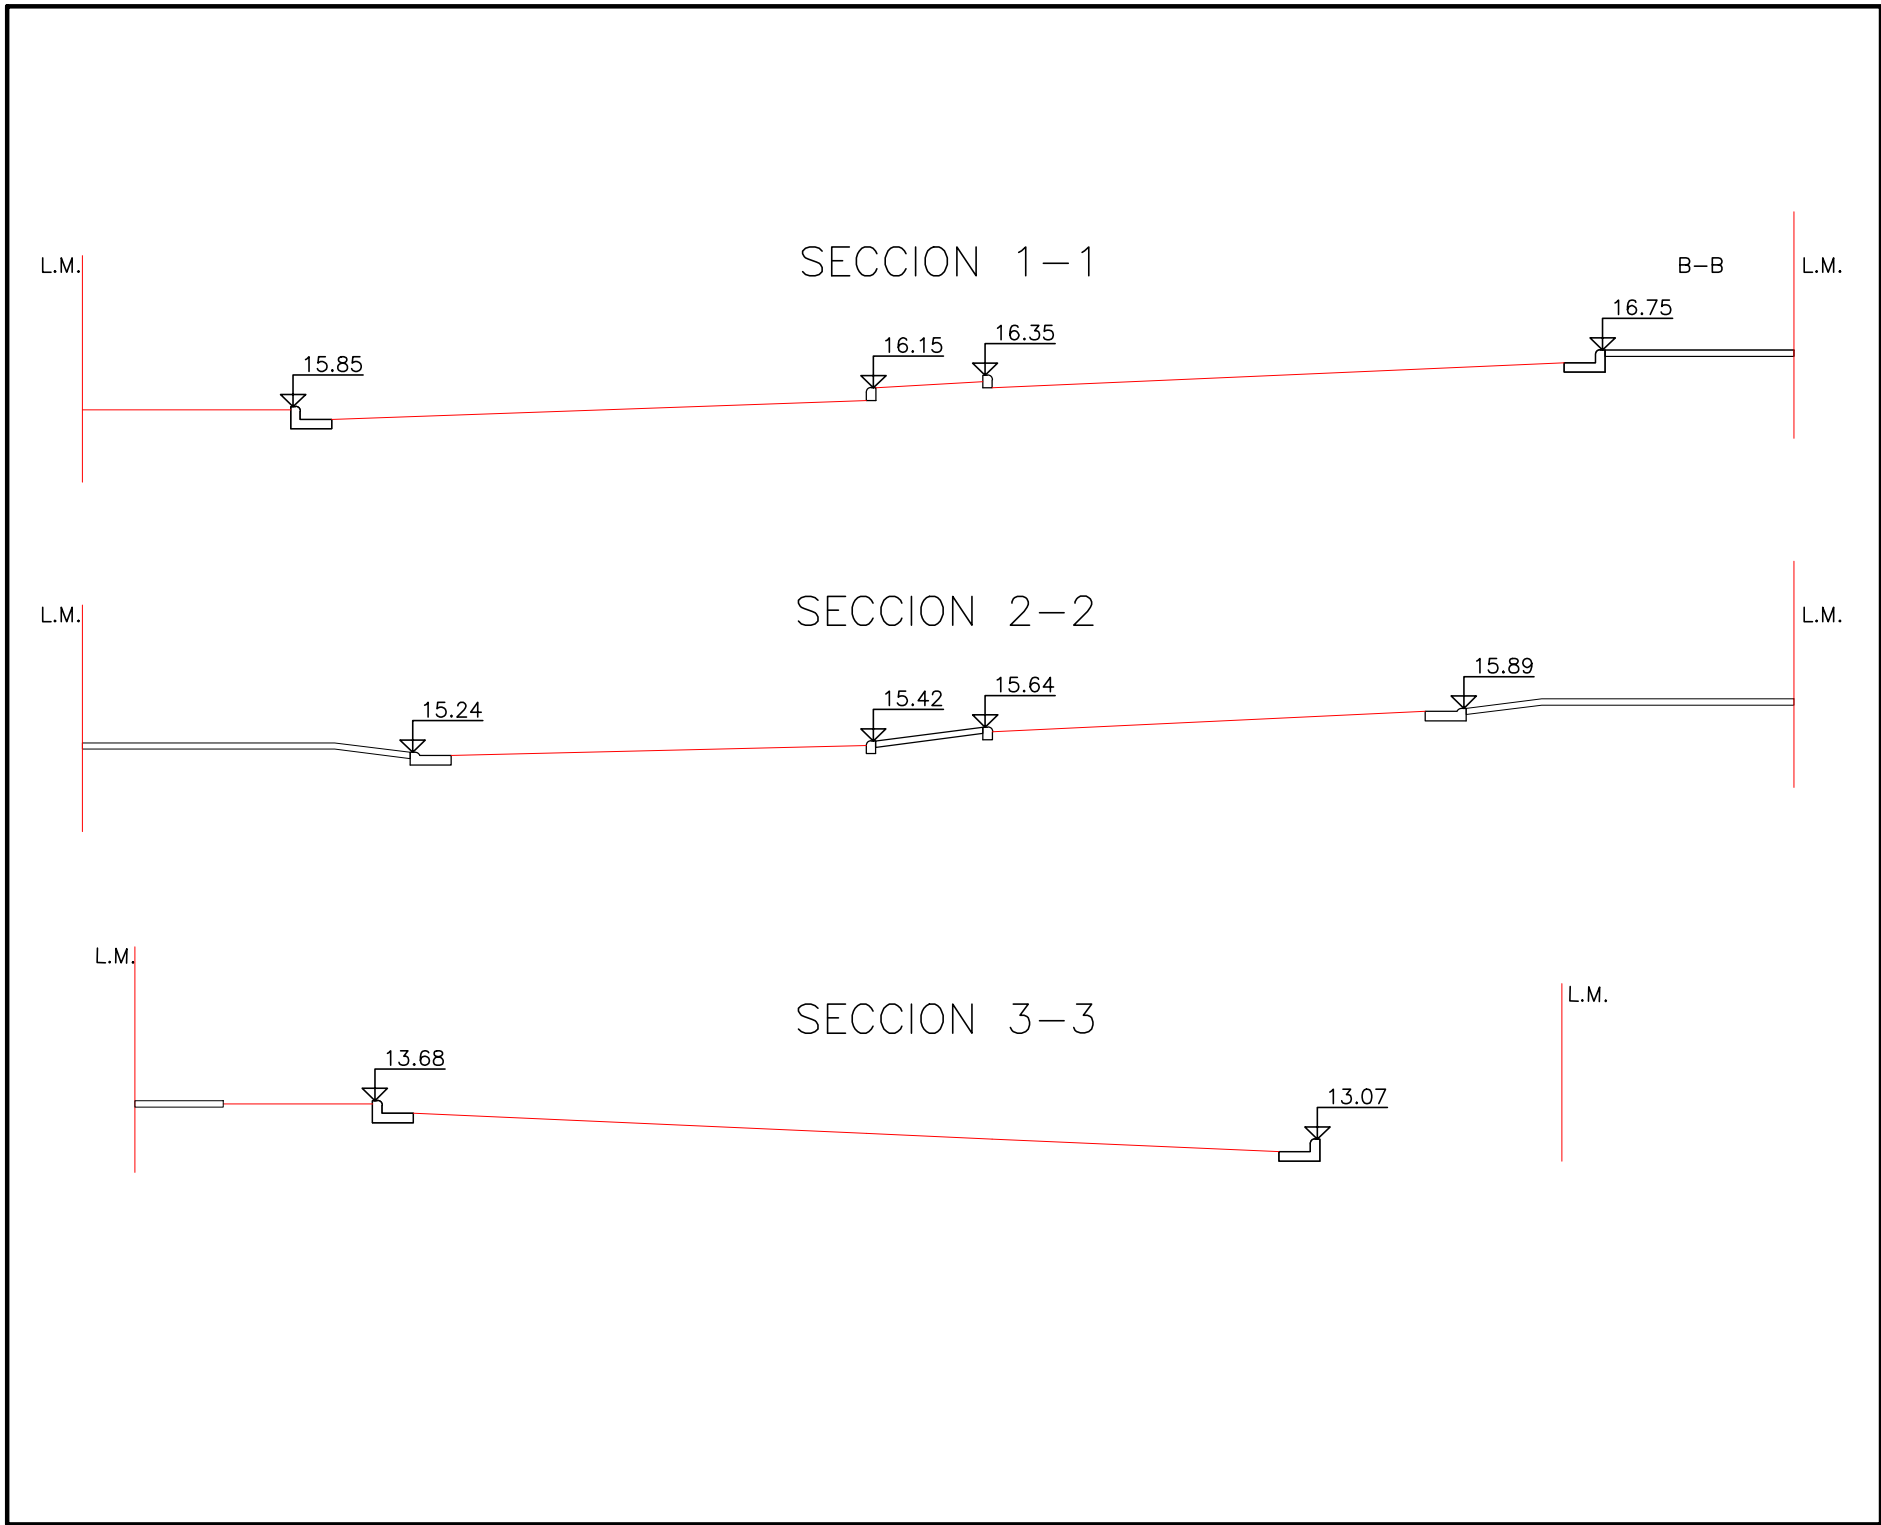 SECCION 1-1
L.M.
B-B
L.M.
16.75
16.35
16.15
15.85
SECCION 2-2
L.M.
L.M.
15.89
15.64
15.42
15.24
L.M.
L.M.
SECCION 3-3
13.68
13.07